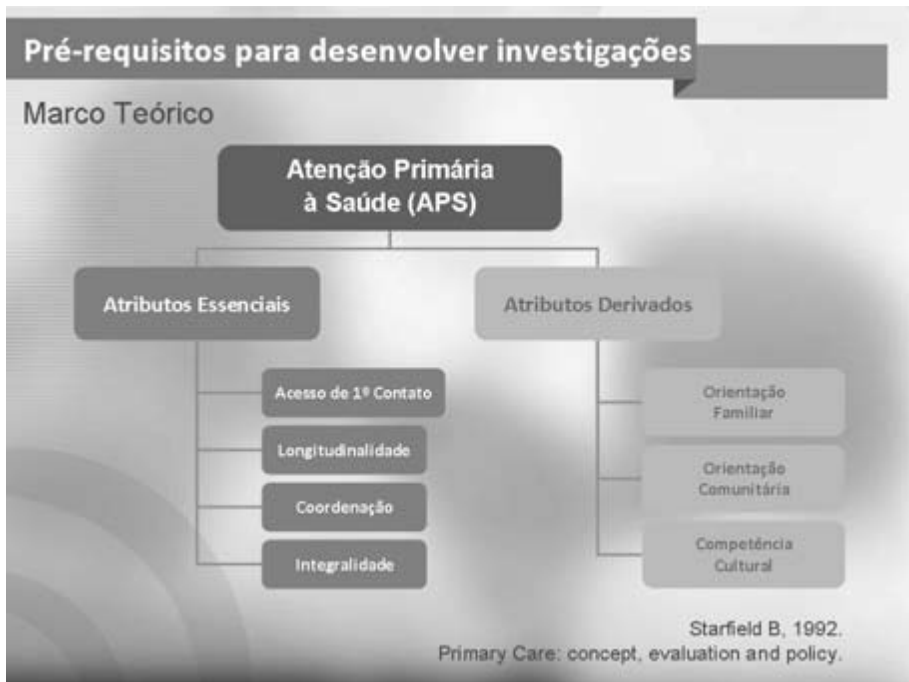 Pré-requisitos para desenvolver investigações
Marco Teórico
Atenção Primária
à Saúde (APS)
Atributos Essenciais
Acesso de 1º Contato
Longitudinalidade
Coordenação
Integralidade
Atributos Derivados
Orientação
Familiar
Orientação
Comunitária
Competência
Cultural
Starfield B, 1992.
Primary Care: concept, evaluation and policy.